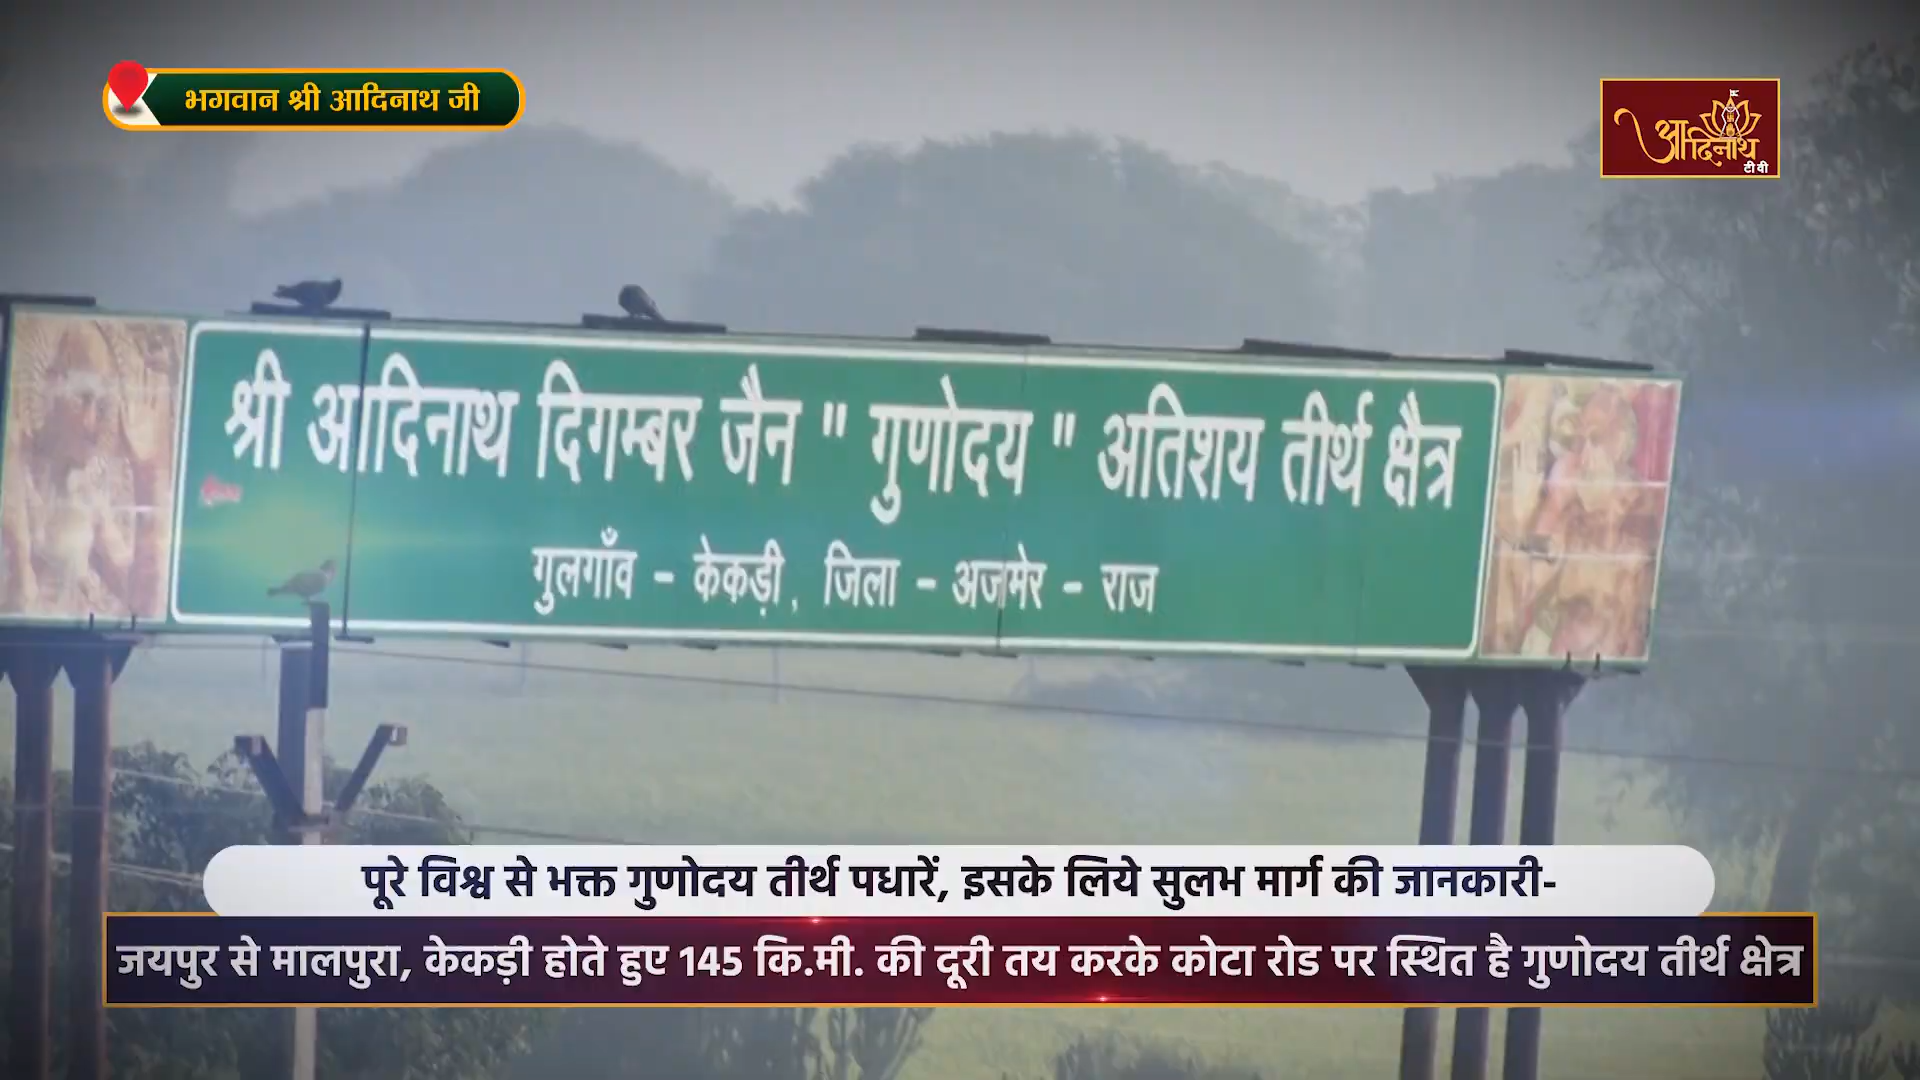 भगवान श्री आदिनाथ जी
आदिनाथ
टी वी
श्री आदिनाथ दिगम्बर जैन " गुणोदय " अतिशय तीर्थ क्षैत्र
गुलगाँव - केकड़ी, जिला - अजमेर - राज
पूरे विश्व से भक्त गुणोदय तीर्थ पधारें, इसके लिये सुलभ मार्ग की जानकारी-
जयपुर से मालपुरा, केकड़ी होते हुए 145 कि.मी. की दूरी तय करके कोटा रोड पर स्थित है गुणोदय तीर्थ क्षेत्र